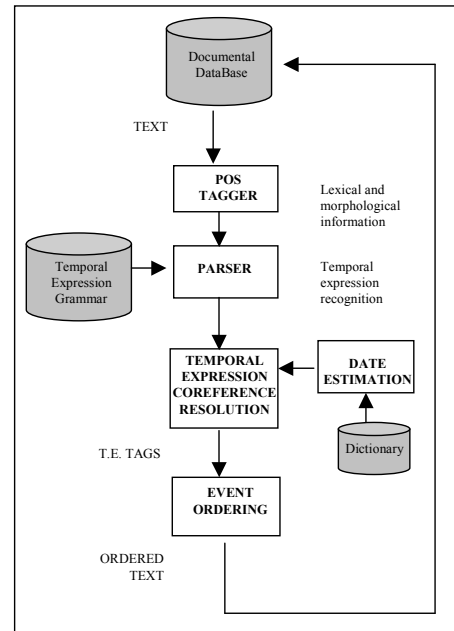 Documental
DataBase
TEXT
POS
TAGGER
Lexical and
morphological
information
Temporal
Expression
Grammar
PARSER
Temporal
expression
recognition
TEMPORAL
EXPRESSION
COREFERENCE
RESOLUTION
DATE
ESTIMATION
Dictionary
T.E. TAGS
EVENT
ORDERING
ORDERED
TEXT